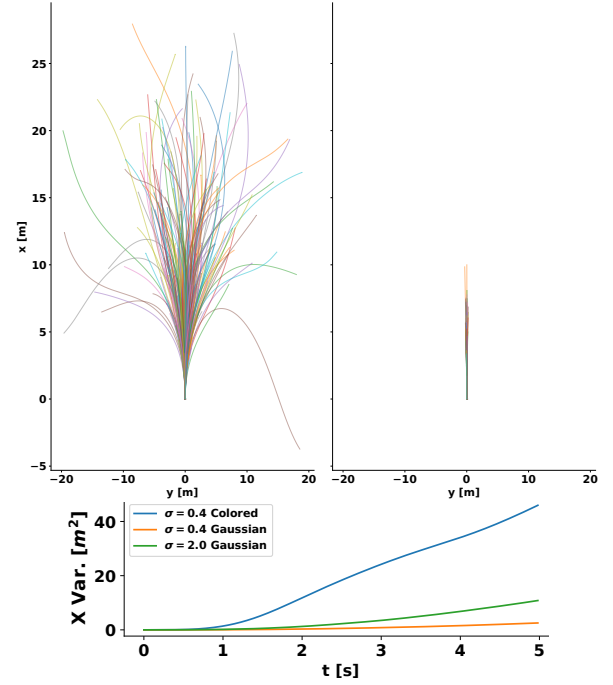 25
20
15
10
5
0
−5
x [m]
−20 −10 0 10 20
y [m]
−20 −10 0 10 20
y [m]
σ = 0.4 Colored
σ = 0.4 Gaussian
σ = 2.0 Gaussian
40
20
0
X Var. [m²]
0 1 2 3 4 5
t [s]